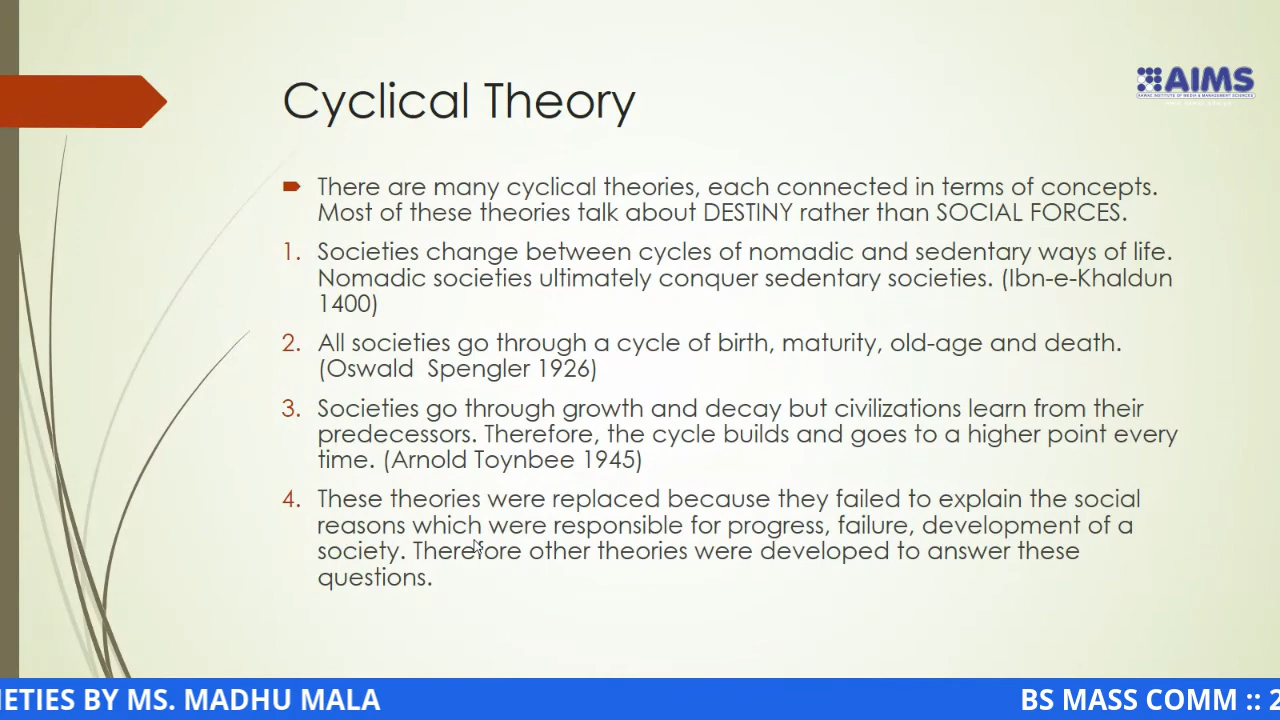 AIMS
Cyclical Theory
There are many cyclical theories, each connected in terms of concepts.
Most of these theories talk about DESTINY rather than SOCIAL FORCES.
1. Societies change between cycles of nomadic and sedentary ways of life.
Nomadic societies ultimately conquer sedentary societies. (Ibn-e-Khaldun
1400)
2. All societies go through a cycle of birth, maturity, old-age and death.
(Oswald  Spengler 1926)
3. Societies go through growth and decay but civilizations learn from their
predecessors. Therefore, the cycle builds and goes to a higher point every
time. (Arnold Toynbee 1945)
4. These theories were replaced because they failed to explain the social
reasons which were responsible for progress, failure, development of a
society. Therefore other theories were developed to answer these
questions.
IETIES BY MS. MADHU MALA
BS MASS COMM :: 2